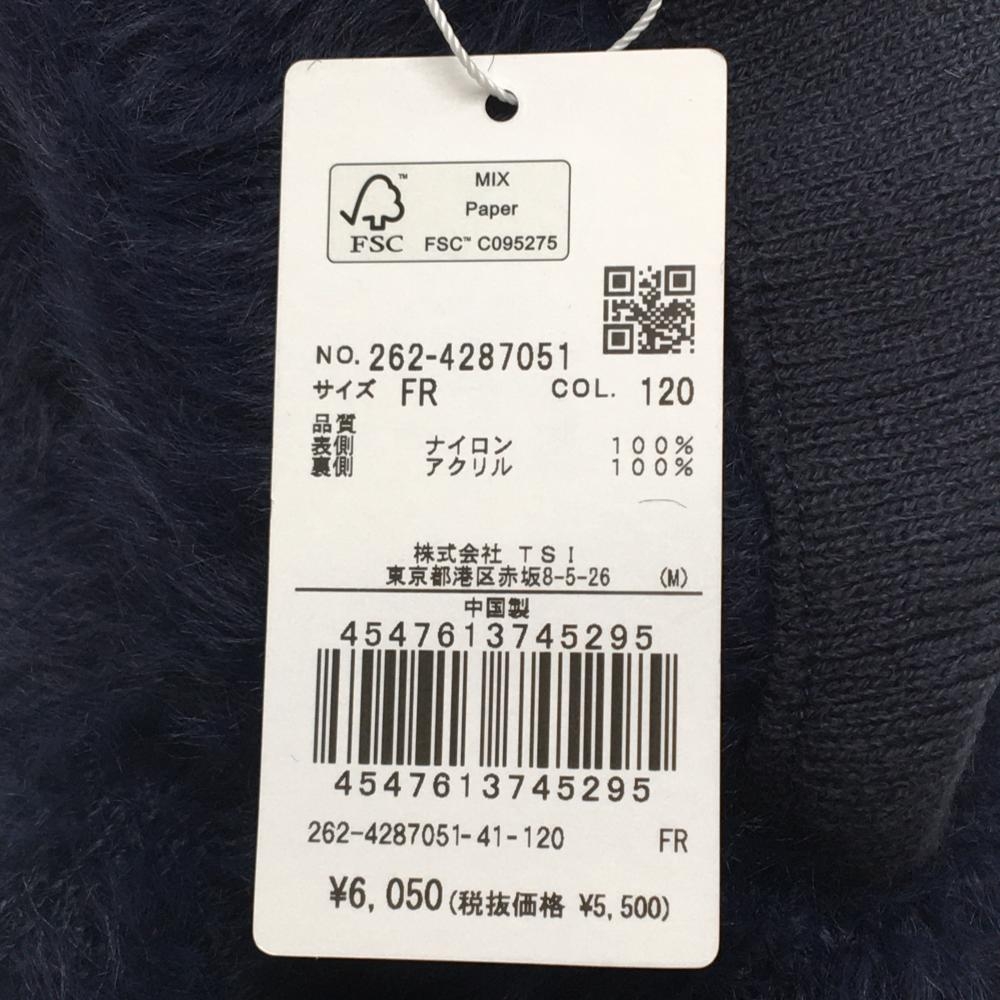 MIX
Paper
FSC™ C095275
FSC
NO. 262-4287051
サイズ FR COL. 120
品質
表側 ナイロン 100%
裏側 アクリル 100%
株式会社 TSI
東京都港区赤坂8-5-26 (M)
中国製
4547613745295
4547613745295
262-4287051-41-120 FR
¥6,050(税抜価格 ¥5,500)